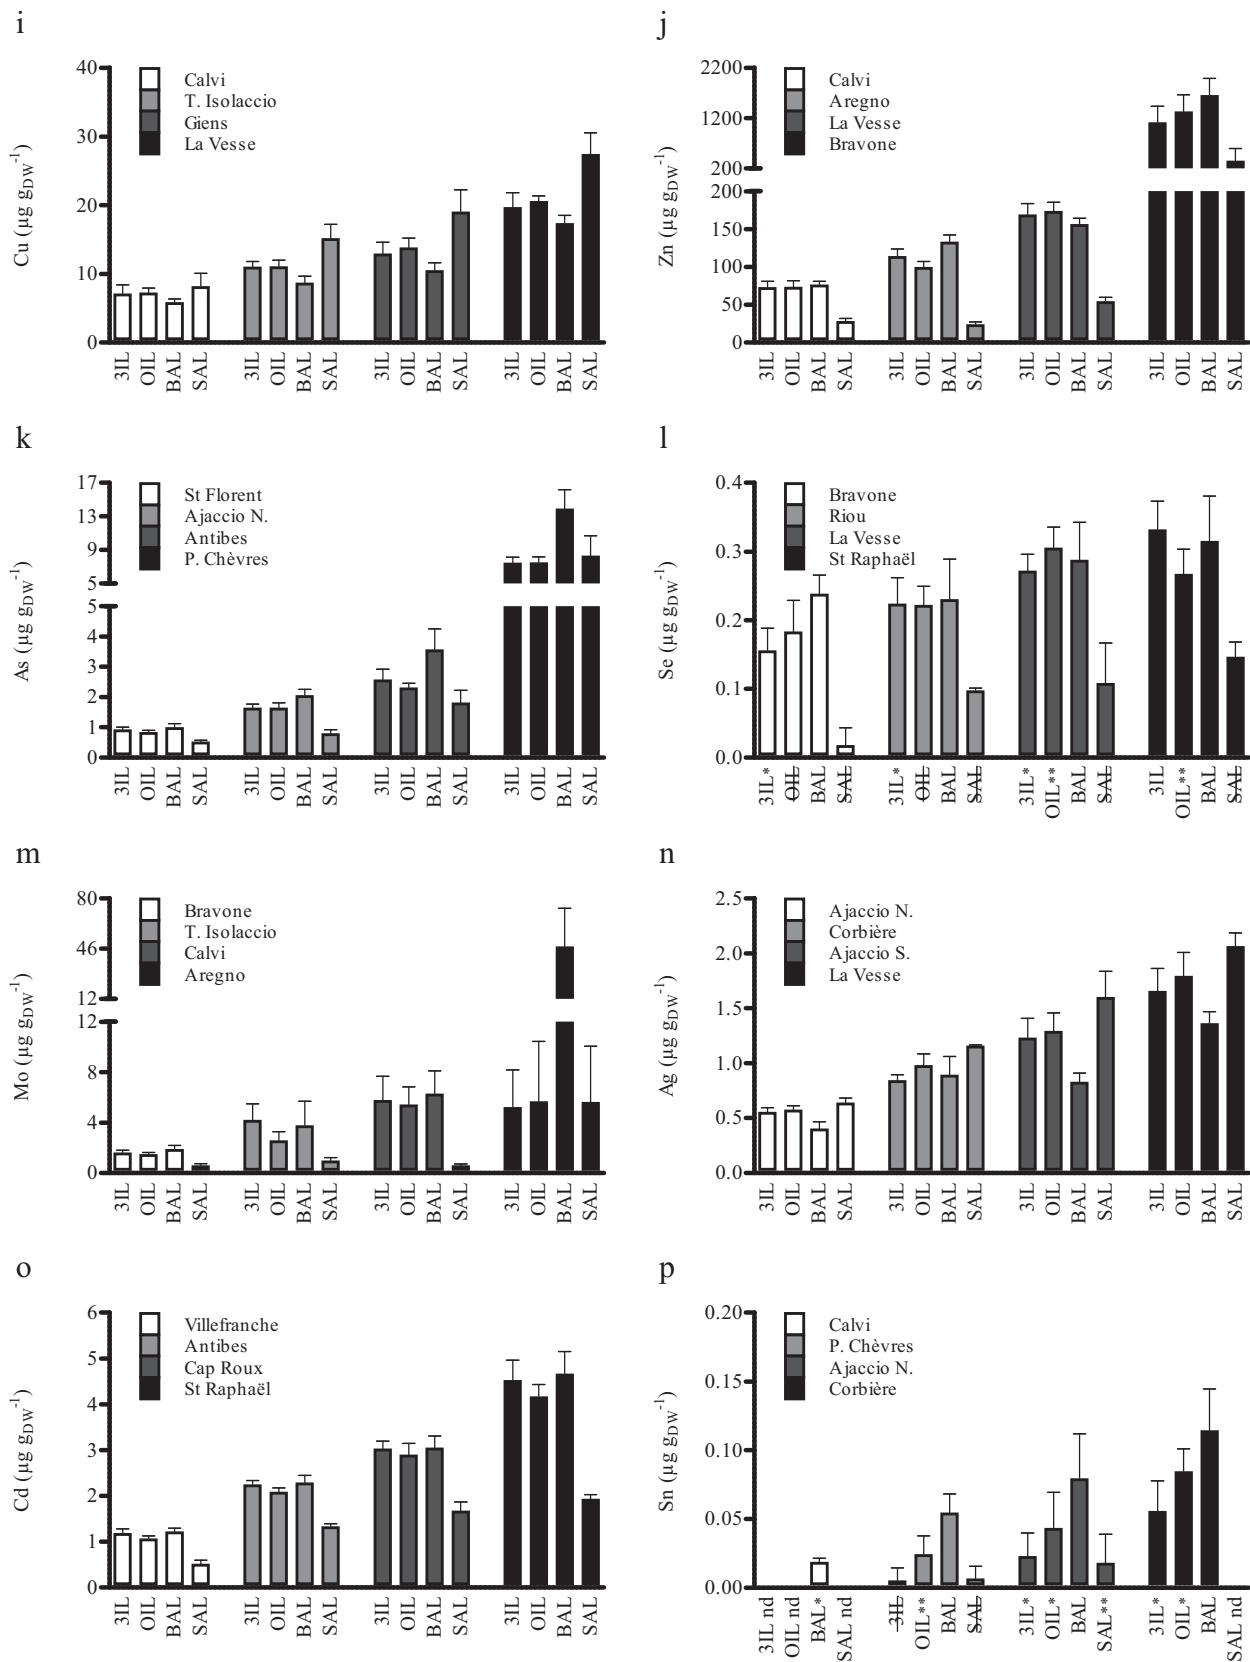 i
40
30
20
10
0
Cu (µg gDW-1)
Calvi
T. Isolaccio
Giens
La Vesse
3IL OIL BAL SAL 3IL OIL BAL SAL 3IL OIL BAL SAL 3IL OIL BAL SAL
j
2200
1200
200
200
150
100
50
0
Zn (µg gDW-1)
Calvi
Aregno
La Vesse
Bravone
3IL OIL BAL SAL 3IL OIL BAL SAL 3IL OIL BAL SAL 3IL OIL BAL SAL
k
17
13
9
5
5
4
3
2
1
0
As (µg gDW-1)
St Florent
Ajaccio N.
Antibes
P. Chèvres
3IL OIL BAL SAL 3IL OIL BAL SAL 3IL OIL BAL SAL 3IL OIL BAL SAL
l
0.4
0.3
0.2
0.1
0.0
Se (µg gDW-1)
Bravone
Riou
La Vesse
St Raphaël
3IL* OIL BAL SAL 3IL* OIL BAL SAL 3IL* OIL** BAL SAL 3IL OIL** BAL SAL
m
80
46
12
12
8
4
0
Mo (µg gDW-1)
Bravone
T. Isolaccio
Calvi
Aregno
3IL OIL BAL SAL 3IL OIL BAL SAL 3IL OIL BAL SAL 3IL OIL BAL SAL
n
2.5
2.0
1.5
1.0
0.5
0.0
Ag (µg gDW-1)
Ajaccio N.
Corbière
Ajaccio S.
La Vesse
3IL OIL BAL SAL 3IL OIL BAL SAL 3IL OIL BAL SAL 3IL OIL BAL SAL
o
6
5
4
3
2
1
0
Cd (µg gDW-1)
Villefranche
Antibes
Cap Roux
St Raphaël
3IL OIL BAL SAL 3IL OIL BAL SAL 3IL OIL BAL SAL 3IL OIL BAL SAL
p
0.20
0.15
0.10
0.05
0.00
Sn (µg gDW-1)
Calvi
P. Chèvres
Ajaccio N.
Corbière
3IL nd OIL nd BAL* SAL nd 3IL OIL** BAL SAL 3IL* OIL* BAL SAL** 3IL* OIL* BAL SAL nd